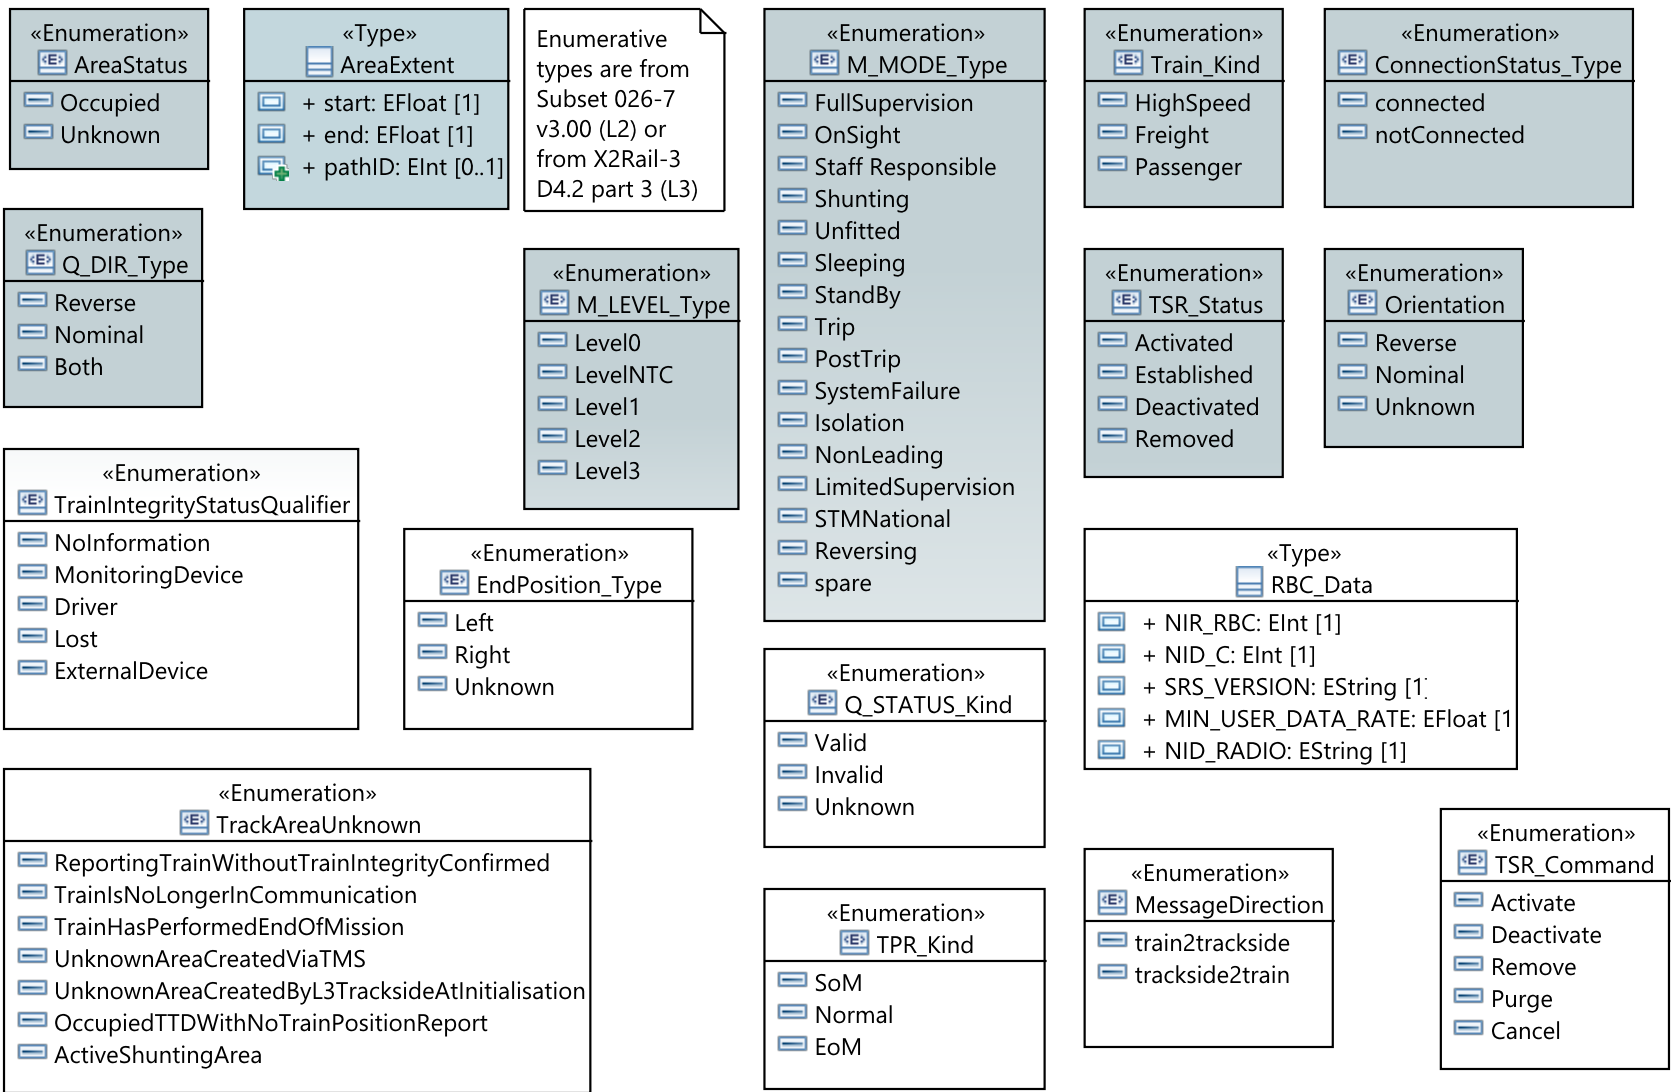 «Enumeration»
AreaStatus
Occupied
Unknown
«Type»
AreaExtent
+ start: EFloat [1]
+ end: EFloat [1]
+ pathID: EInt [0..1]
Enumerative
types are from
Subset 026-7
v3.00 (L2) or
from X2Rail-3
D4.2 part 3 (L3)
«Enumeration»
M_MODE_Type
FullSupervision
OnSight
Staff Responsible
Shunting
Unfitted
Sleeping
StandBy
Trip
PostTrip
SystemFailure
Isolation
NonLeading
LimitedSupervision
STMNational
Reversing
spare
«Enumeration»
Train_Kind
HighSpeed
Freight
Passenger
«Enumeration»
ConnectionStatus_Type
connected
notConnected
«Enumeration»
Q_DIR_Type
Reverse
Nominal
Both
«Enumeration»
M_LEVEL_Type
Level0
LevelNTC
Level1
Level2
Level3
«Enumeration»
TSR_Status
Activated
Established
Deactivated
Removed
«Enumeration»
Orientation
Reverse
Nominal
Unknown
«Enumeration»
TrainIntegrityStatusQualifier
NoInformation
MonitoringDevice
Driver
Lost
ExternalDevice
«Enumeration»
EndPosition_Type
Left
Right
Unknown
«Type»
RBC_Data
+ NIR_RBC: EInt [1]
+ NID_C: EInt [1]
+ SRS_VERSION: EString [1]
+ MIN_USER_DATA_RATE: EFloat [1
+ NID_RADIO: EString [1]
«Enumeration»
Q_STATUS_Kind
Valid
Invalid
Unknown
«Enumeration»
TrackAreaUnknown
ReportingTrainWithoutTrainIntegrityConfirmed
TrainIsNoLongerInCommunication
TrainHasPerformedEndOfMission
UnknownAreaCreatedViaTMS
UnknownAreaCreatedByL3TracksideAtInitialisation
OccupiedTTDWithNoTrainPositionReport
ActiveShuntingArea
«Enumeration»
TPR_Kind
SoM
Normal
EoM
«Enumeration»
MessageDirection
train2trackside
trackside2train
«Enumeration»
TSR_Command
Activate
Deactivate
Remove
Purge
Cancel